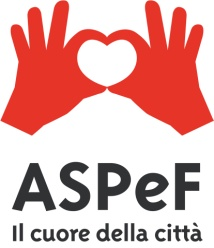 ASPeF
Il cuore della città